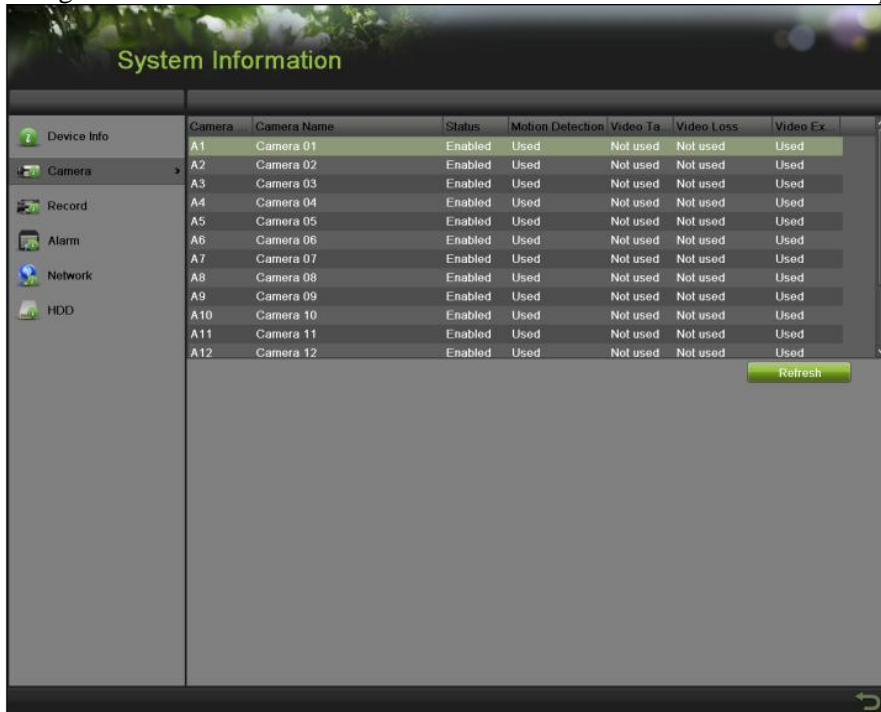 System Information
Device Info
Camera
Record
Alarm
Network
HDD
Camera ... Camera Name Status Motion Detection Video Ta... Video Loss Video Ex...
A1 Camera 01 Enabled Used Not used Not used Used
A2 Camera 02 Enabled Used Not used Not used Used
A3 Camera 03 Enabled Used Not used Not used Used
A4 Camera 04 Enabled Used Not used Not used Used
A5 Camera 05 Enabled Used Not used Not used Used
A6 Camera 06 Enabled Used Not used Not used Used
A7 Camera 07 Enabled Used Not used Not used Used
A8 Camera 08 Enabled Used Not used Not used Used
A9 Camera 09 Enabled Used Not used Not used Used
A10 Camera 10 Enabled Used Not used Not used Used
A11 Camera 11 Enabled Used Not used Not used Used
A12 Camera 12 Enabled Used Not used Not used Used
Refresh